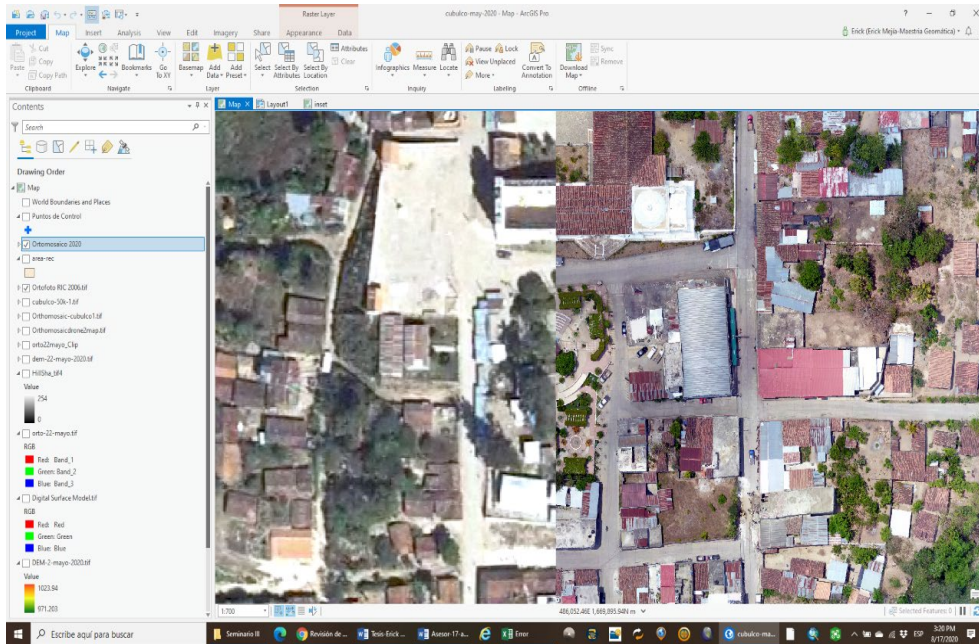 cubulco-may-2020 - Map - ArcGIS Pro
Raster Layer
Project Map Insert Analysis View Edit Imagery Share Appearance Data
Erick (Erick Mejía-Maestría Geomática)
Cut
Copy
Paste
Copy Path
Clipboard
Explore
Bookmarks
Go To XY
Navigate
Basemap
Add Data
Add Preset
Layer
Select
Select By Attributes
Select By Location
Attributes
Clear
Selection
Infographics
Measure
Locate
Inquiry
Pause
Lock
View Unplaced
More
Convert To Annotation
Labeling
Download Map
Sync
Remove
Offline
Contents
Map
Layout1
inset
Search
Drawing Order
Map
World Boundaries and Places
Puntos de Control
Ortomosaico 2020
area-rec
Ortofoto RIC 2006.tif
cubulco-50k-1.tif
Orthomosaic-cubulco1.tif
Orthomosaicdrone2map.tif
orto22mayo_Clip
dem-22-mayo-2020.tif
HillSha_tif4
Value
254
0
orto-22-mayo.tif
RGB
Red: Band_1
Green: Band_2
Blue: Band_3
Digital Surface Model.tif
RGB
Red: Red
Green: Green
Blue: Blue
DEM-2-mayo-2020.tif
Value
1023.94
971.203
1:700
486,052.46E 1,669,895.94N m
Selected Features: 0
Escribe aquí para buscar
Seminario II
Revisión de ...
Tesis-Erick ...
Asesor-17-a...
Error
cubulco-ma...
ESP
3:20 PM
8/17/2020